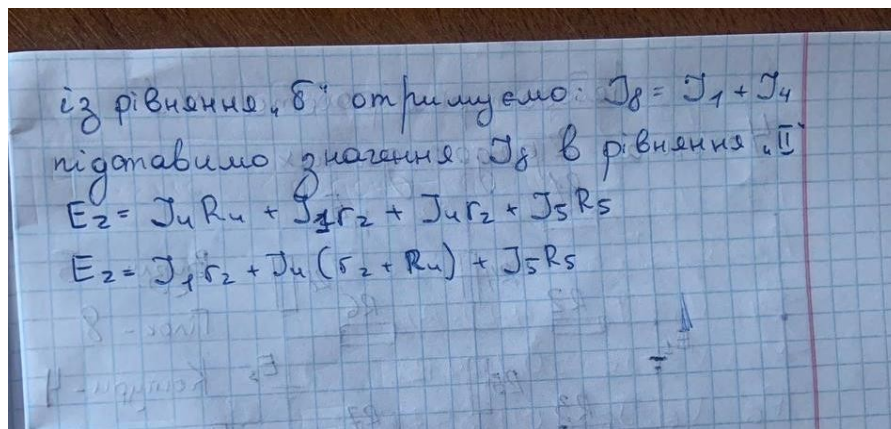 із рівняння „б“ отримуємо: J₈ = J₁ + J₄
підставимо значення J₈ в рівняння „II“
E₂ = J₄R₄ + J₁r₂ + J₄r₂ + J₅R₅
E₂ = J₁r₂ + J₄(r₂ + R₄) + J₅R₅